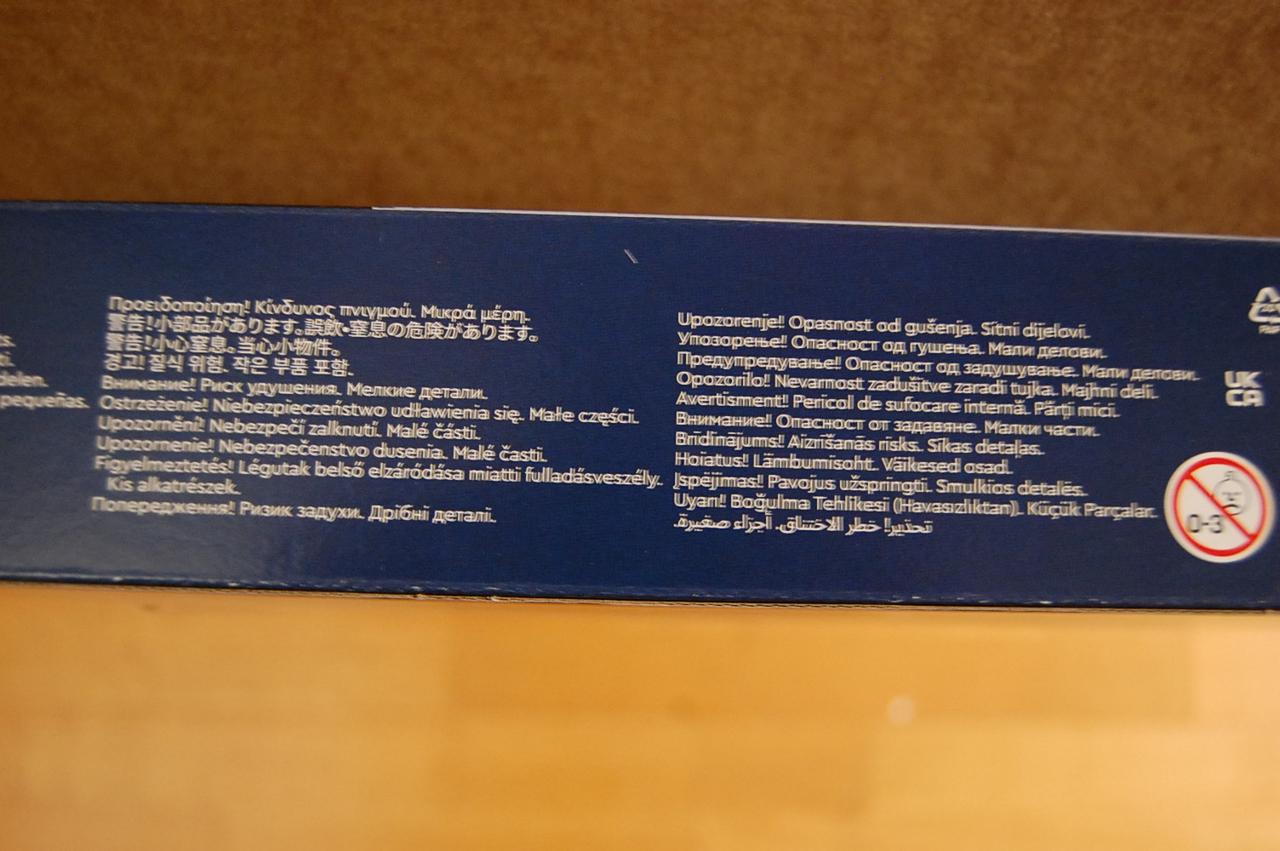 delen.
pequeñas.
Προειδοποίηση! Κίνδυνος πνιγμού. Μικρά μέρη.
警告!小部品があります。誤飲・窒息の危険があります。
警告!小心窒息。当心小物件。
경고! 질식 위험. 작은 부품 포함.
Внимание! Риск удушения. Мелкие детали.
Ostrzeżenie! Niebezpieczeństwo udławienia się. Małe części.
Upozornění! Nebezpečí zalknutí. Malé části.
Upozornenie! Nebezpečenstvo dusenia. Malé častí.
Figyelmeztetés! Légutak belső elzáródása miatti fulladásveszély.
Kis alkatrészek.
Попередження! Ризик задухи. Дрібні деталі.
Upozorenje! Opasnost od gušenja. Sitni dijelovi.
Упозорење! Опасност од гушења. Мали делови.
Предупредување! Опасност од задушување. Мали делови.
Opozorilo! Nevarnost zadušitve zaradi tujka. Majhni deli.
Avertisment! Pericol de sufocare internă. Părți mici.
Внимание! Опасност от задавяне. Малки части.
Brīdinājums! Aizrīšanās risks. Sīkas detaļas.
Hoiatus! Lämbumisoht. Väikesed osad.
Įspėjimas! Pavojus užspringti. Smulkios detalės.
Uyarı! Boğulma Tehlikesi (Havasızlıktan). Küçük Parçalar.
تحذير! خطر الاختناق. أجزاء صغيرة.
UK
CA
0-3